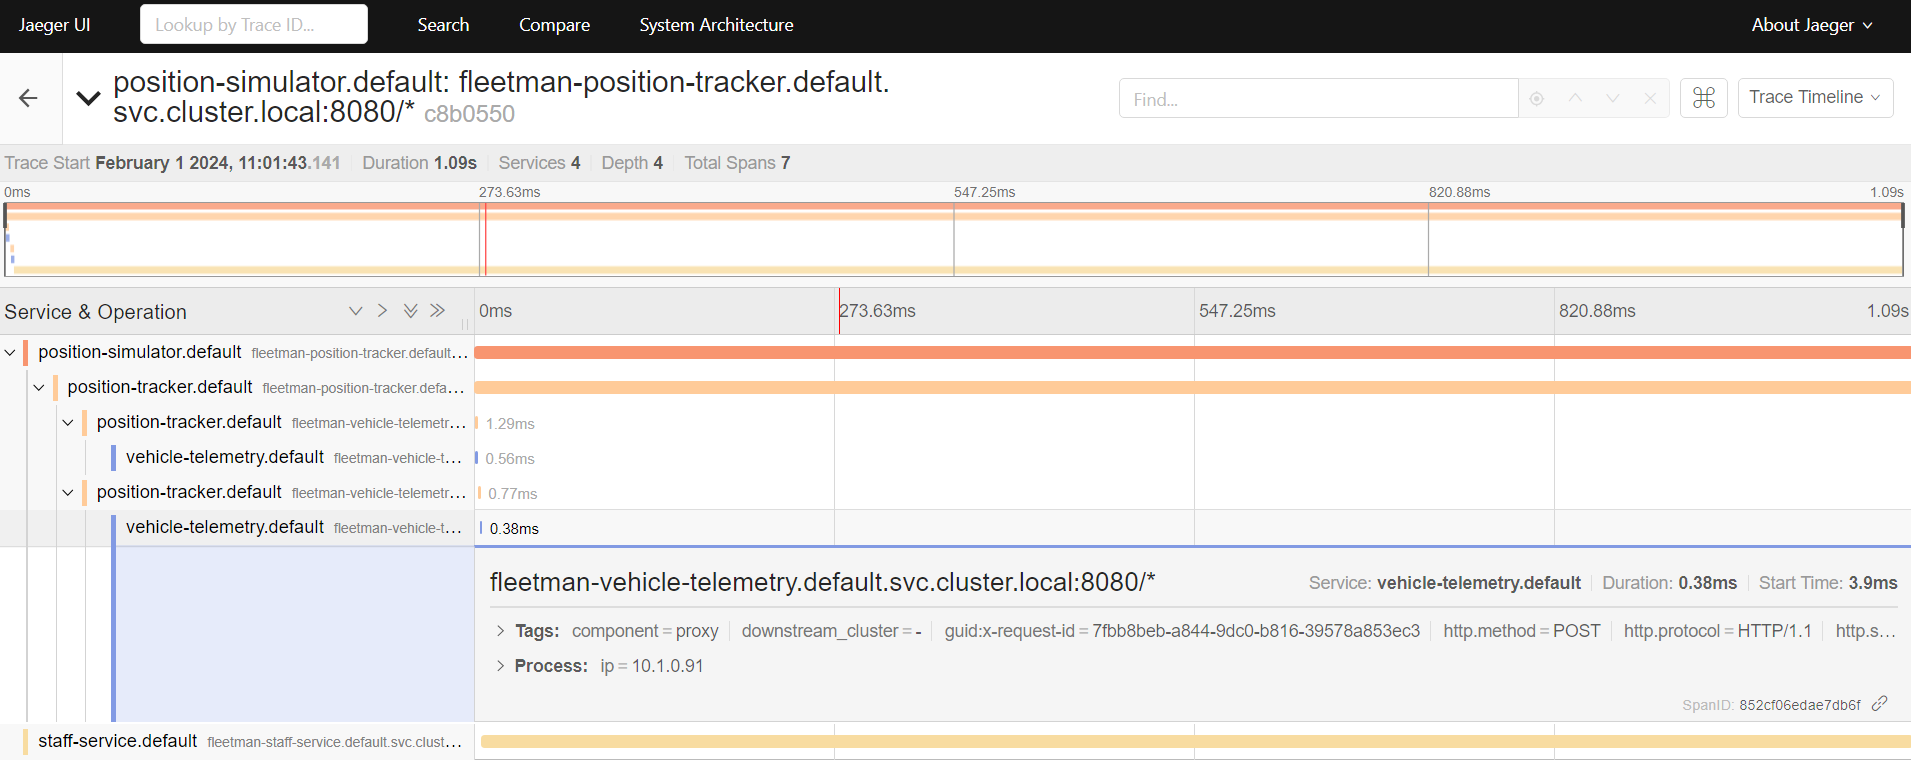 Jaeger UI Lookup by Trace ID... Search Compare System Architecture About Jaeger
position-simulator.default: fleetman-position-tracker.default.
svc.cluster.local:8080/* c8b0550
Find... Trace Timeline
Trace Start February 1 2024, 11:01:43.141 Duration 1.09s Services 4 Depth 4 Total Spans 7
0ms 273.63ms 547.25ms 820.88ms 1.09s
Service & Operation 0ms 273.63ms 547.25ms 820.88ms 1.09s
position-simulator.default fleetman-position-tracker.default...
position-tracker.default fleetman-position-tracker.defa...
position-tracker.default fleetman-vehicle-telemetr... 1.29ms
vehicle-telemetry.default fleetman-vehicle-t... 0.56ms
position-tracker.default fleetman-vehicle-telemetr... 0.77ms
vehicle-telemetry.default fleetman-vehicle-t... 0.38ms
fleetman-vehicle-telemetry.default.svc.cluster.local:8080/* Service: vehicle-telemetry.default Duration: 0.38ms Start Time: 3.9ms
Tags: component = proxy downstream_cluster = - guid:x-request-id = 7fbb8beb-a844-9dc0-b816-39578a853ec3 http.method = POST http.protocol = HTTP/1.1 http.s...
Process: ip = 10.1.0.91
SpanID: 852cf06edae7db6f
staff-service.default fleetman-staff-service.default.svc.clust...